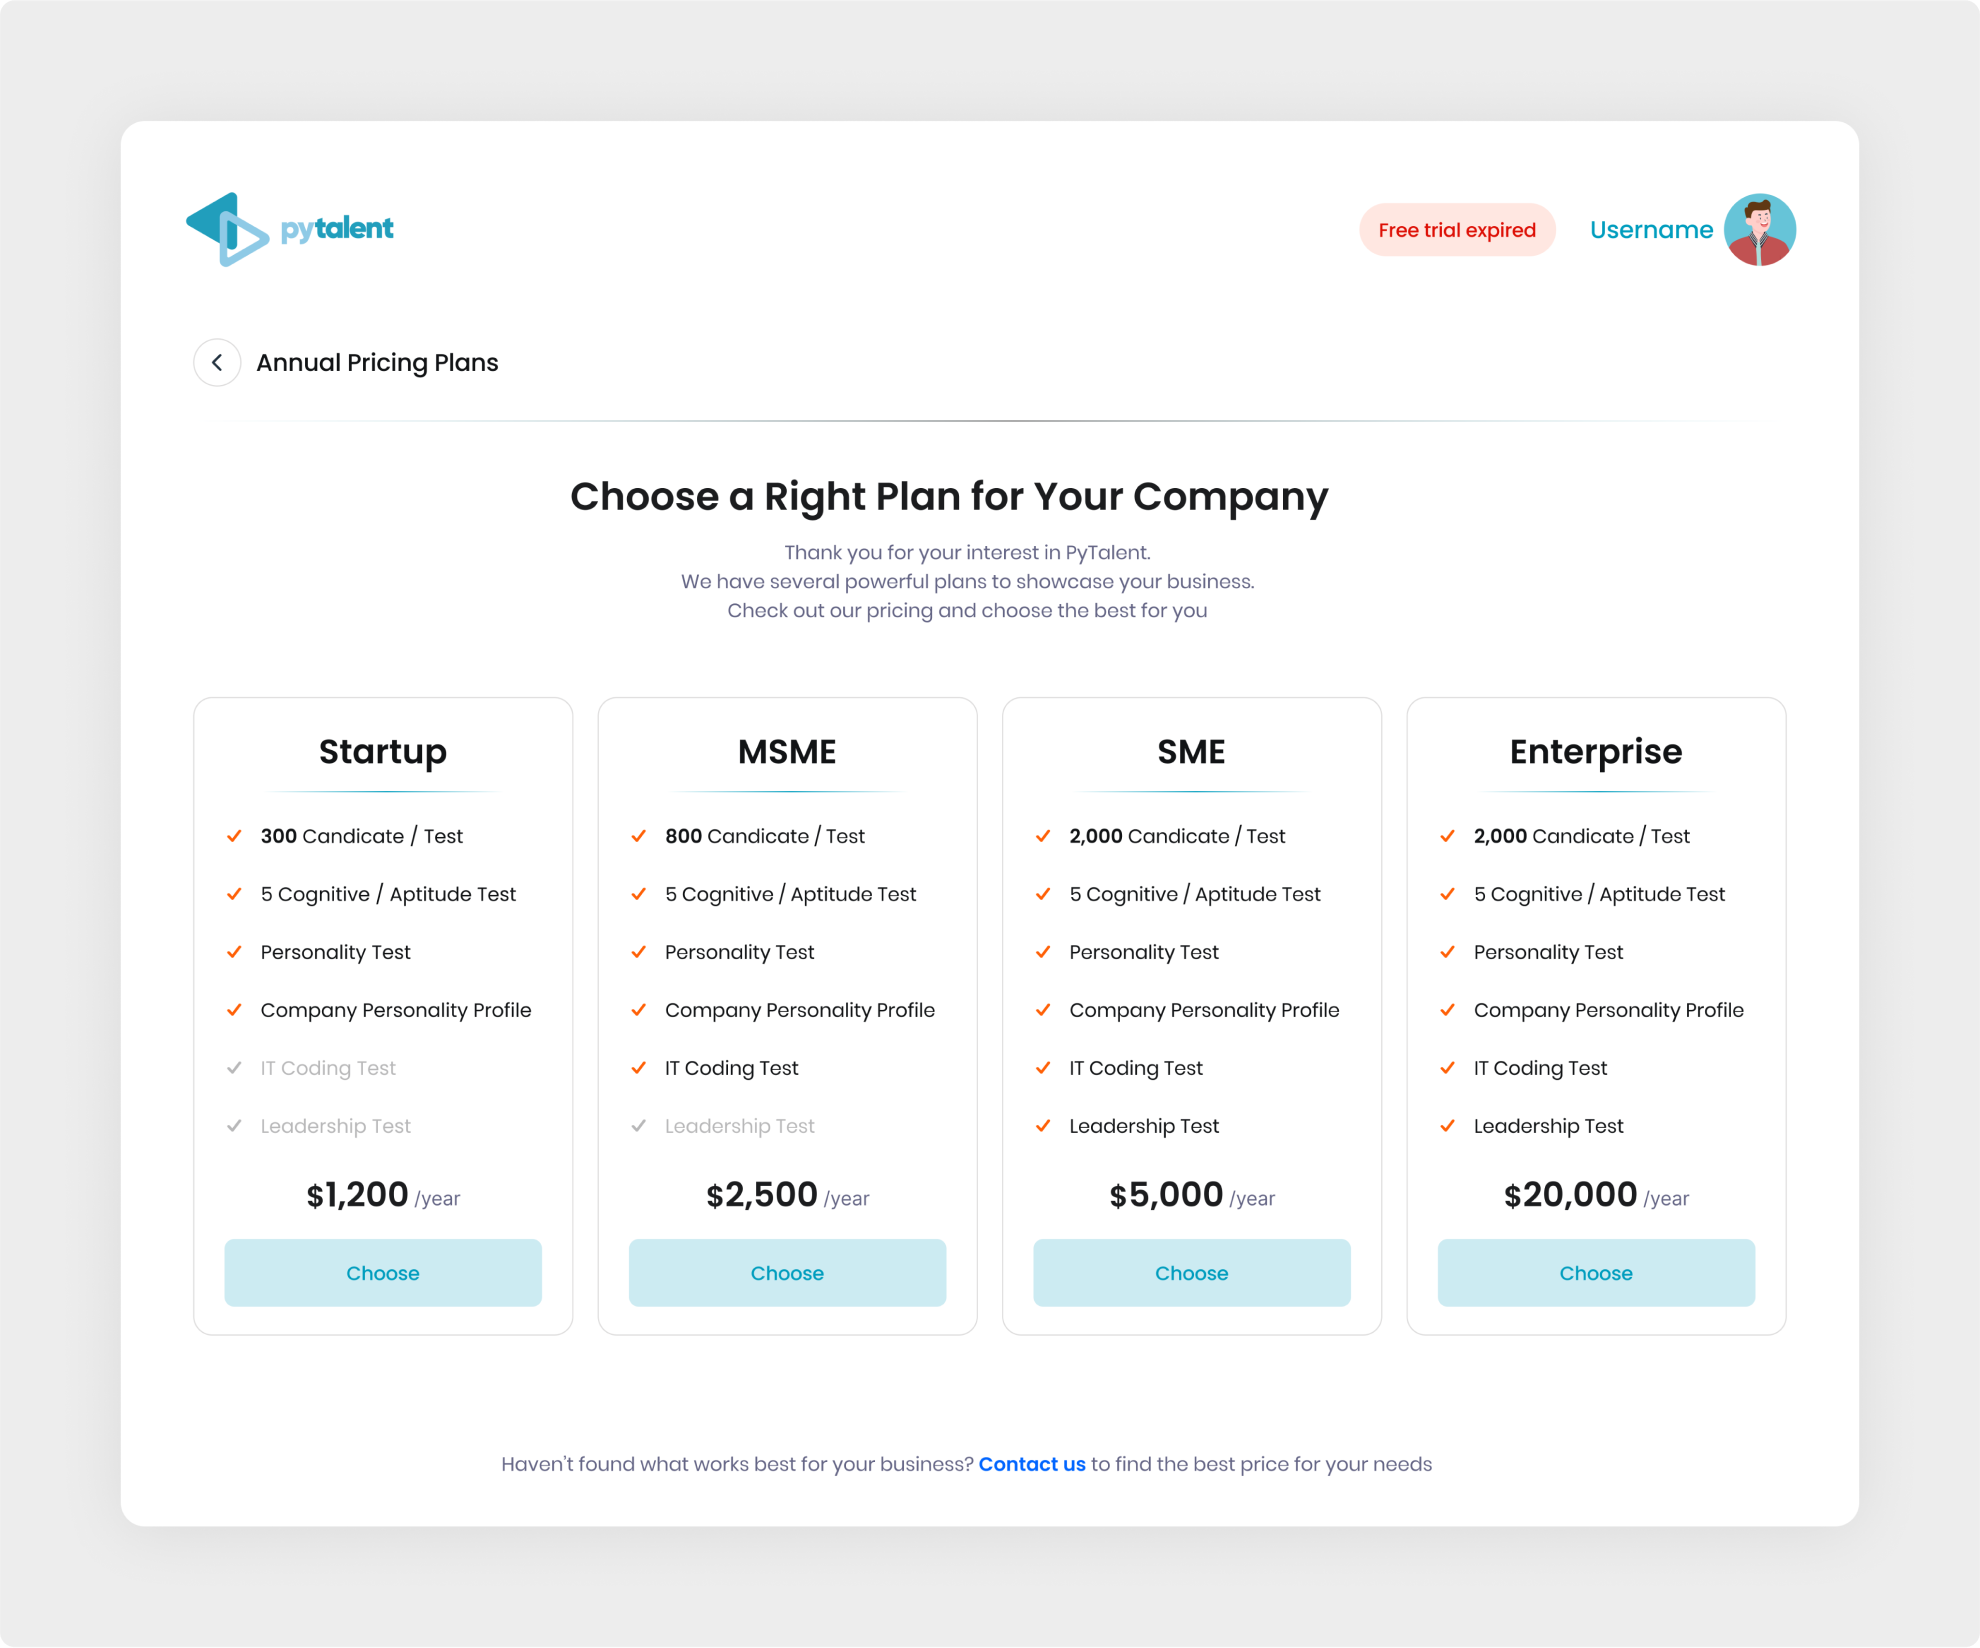 pytalent
Free trial expired
Username
Annual Pricing Plans
Choose a Right Plan for Your Company
Thank you for your interest in PyTalent.
We have several powerful plans to showcase your business.
Check out our pricing and choose the best for you
Startup
300 Candicate / Test
5 Cognitive / Aptitude Test
Personality Test
Company Personality Profile
IT Coding Test
Leadership Test
$1,200 /year
Choose
MSME
800 Candicate / Test
5 Cognitive / Aptitude Test
Personality Test
Company Personality Profile
IT Coding Test
Leadership Test
$2,500 /year
Choose
SME
2,000 Candicate / Test
5 Cognitive / Aptitude Test
Personality Test
Company Personality Profile
IT Coding Test
Leadership Test
$5,000 /year
Choose
Enterprise
2,000 Candicate / Test
5 Cognitive / Aptitude Test
Personality Test
Company Personality Profile
IT Coding Test
Leadership Test
$20,000 /year
Choose
Haven't found what works best for your business? Contact us to find the best price for your needs